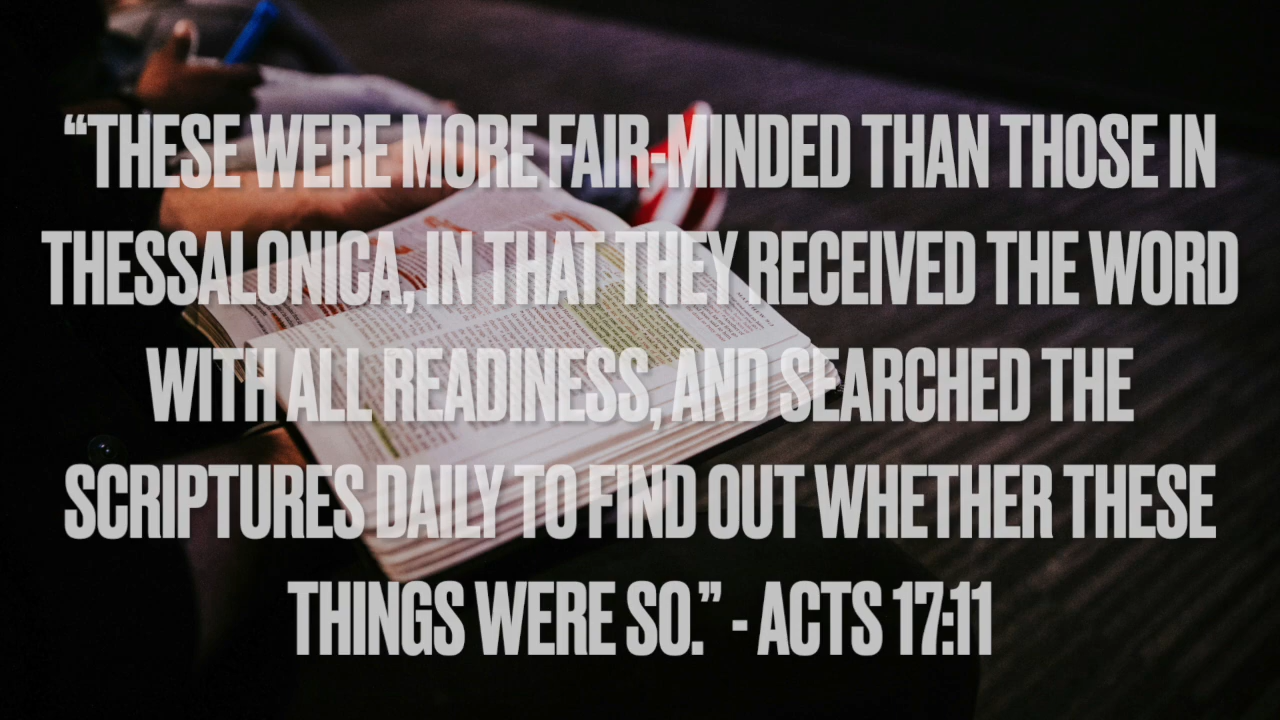 “THESE WERE MORE FAIR-MINDED THAN THOSE IN
THESSALONICA, IN THAT THEY RECEIVED THE WORD
WITH ALL READINESS, AND SEARCHED THE
SCRIPTURES DAILY TO FIND OUT WHETHER THESE
THINGS WERE SO.” - ACTS 17:11